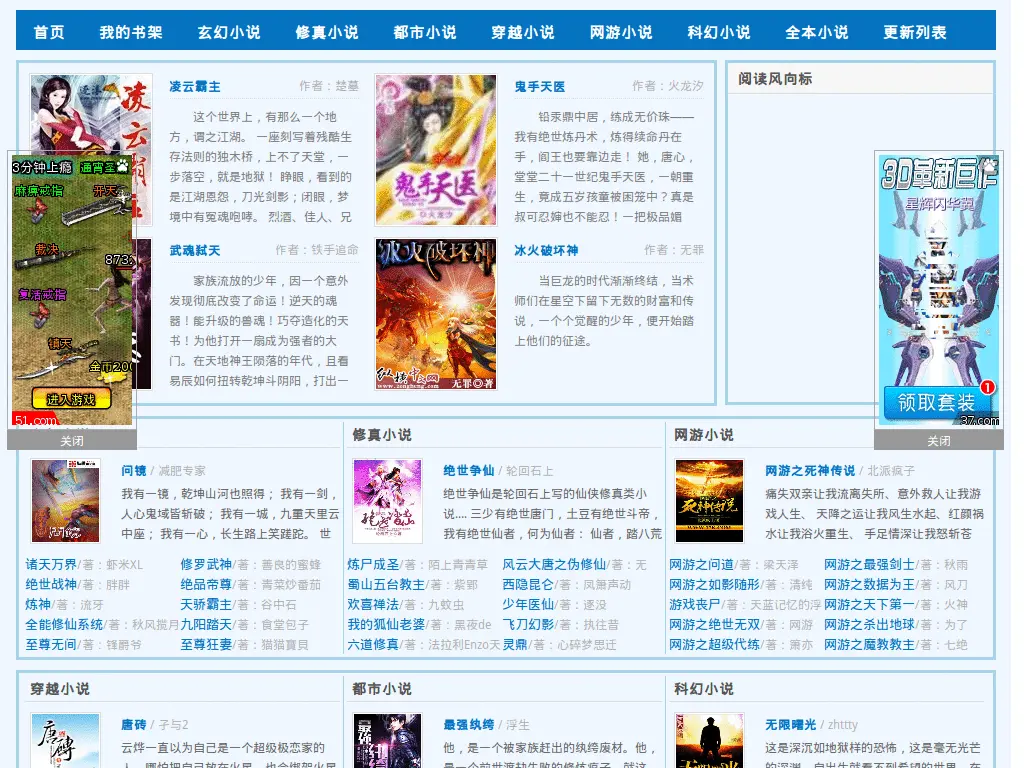 首页 我的书架 玄幻小说 修真小说 都市小说 穿越小说 网游小说 科幻小说 全本小说 更新列表
凌云霸主 作者：楚墓
这个世界上，有那么一个地
方，谓之江湖。 一座刻写着残酷生
存法则的独木桥，上不了天堂，一
步落空，就是地狱！ 睁眼，看到的
是江湖恩怨，刀光剑影；闭眼，梦
境中有冤魂咆哮。 烈酒、佳人、兄
鬼手天医 作者：火龙汐
铅汞鼎中居，炼成无价珠——
我有绝世炼丹术，炼得续命丹在
手，阎王也要靠边走！ 她，唐心，
堂堂二十一世纪鬼手天医，一朝重
生，竟成五岁孩童被困笼中？真是
叔可忍婶也不能忍！一把极品媚
鬼手天医
武魂弑天 作者：铁手追命
家族流放的少年，因一个意外
发现彻底改变了命运！逆天的魂
器！能升级的兽魂！巧夺造化的天
书！为他打开一扇成为强者的大
门。在天地神王陨落的年代，且看
易辰如何扭转乾坤斗阴阳，打出一
冰火破坏神 作者：无罪
当巨龙的时代渐渐终结，当术
师们在星空下留下无数的财富和传
说，一个个觉醒的少年，便开始踏
上他们的征途。
冰火破坏神
纵横中文网
www.zongheng.com
无罪◎著
阅读风向标
3分钟上瘾 通宵至
麻痹戒指
开天
裁决
873
复活戒指
镇天
金币200
进入游戏
51.com
关闭
3D革新巨作
星辉闪华翼
领取套装
1
37.com
关闭
问镜 / 减肥专家
我有一镜，乾坤山河也照得； 我有一剑，
人心鬼域皆斩破； 我有一城，九重天里云
中座； 我有一心，长生路上笑蹉跎。 世
诸天万界/著：虾米XL 修罗武神/著：善良的蜜蜂
绝世战神/著：胖胖 绝品帝尊/著：青菜炒番茄
炼神/著：流牙 天骄霸主/著：谷中石
全能修仙系统/著：秋风揽月 九阳踏天/著：食堂包子
至尊无间/著：锋爵爷 至尊狂妻/著：猫猫寶貝
修真小说
绝世争仙 / 轮回石上
绝世争仙是轮回石上写的仙侠修真类小
说.... 三少有绝世唐门，土豆有绝世斗帝，
我有绝世仙者，何为仙者： 仙者，踏八荒
炼尸成圣/著：陌上青青草 风云大唐之伪修仙/著：无
蜀山五台教主/著：紫郢 西隐昆仑/著：凤潮声动
欢喜禅法/著：九蚊虫 少年医仙/著：逐没
我的狐仙老婆/著：黑夜de 飞刀幻影/著：执注昔
六道修真/著：法拉利Enzo天 灵鼎/著：心碎梦思迁
网游小说
网游之死神传说 / 北派疯子
痛失双亲让我流离失所、意外救人让我游
戏人生、 天降之运让我风生水起、红颜祸
水让我浴火重生、 手足情深让我怒斩苍
死神传说
网游之问道/著：梁天泽 网游之最强剑士/著：秋雨
网游之如影随形/著：清纯 网游之数据为王/著：风刀
游戏丧尸/著：天蓝记忆的浮 网游之天下第一/著：火神
网游之绝世无双/著：网游 网游之杀出地球/著：为了
网游之超级代练/著：箫亦 网游之魔教教主/著：七绝
穿越小说
唐砖 / 孑与2
云烨一直以为自己是一个超级极恋家的
唐砖
都市小说
最强纨绔 / 浮生
他，是一个被家族赶出的纨绔废材。他，
科幻小说
无限曙光 / zhttty
这是深沉如地狱样的恐怖，这是毫无光芒